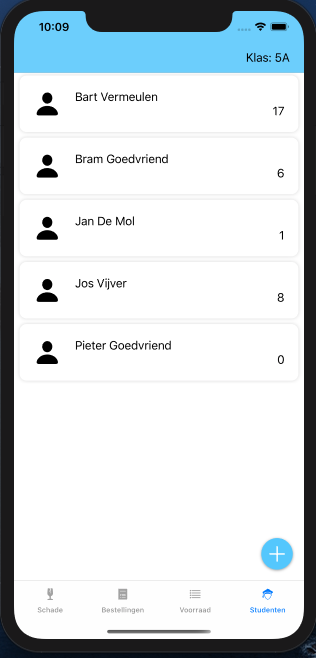 10:09
Klas: 5A
Bart Vermeulen
17
Bram Goedvriend
6
Jan De Mol
1
Jos Vijver
8
Pieter Goedvriend
0
Schade Bestellingen Voorraad Studenten